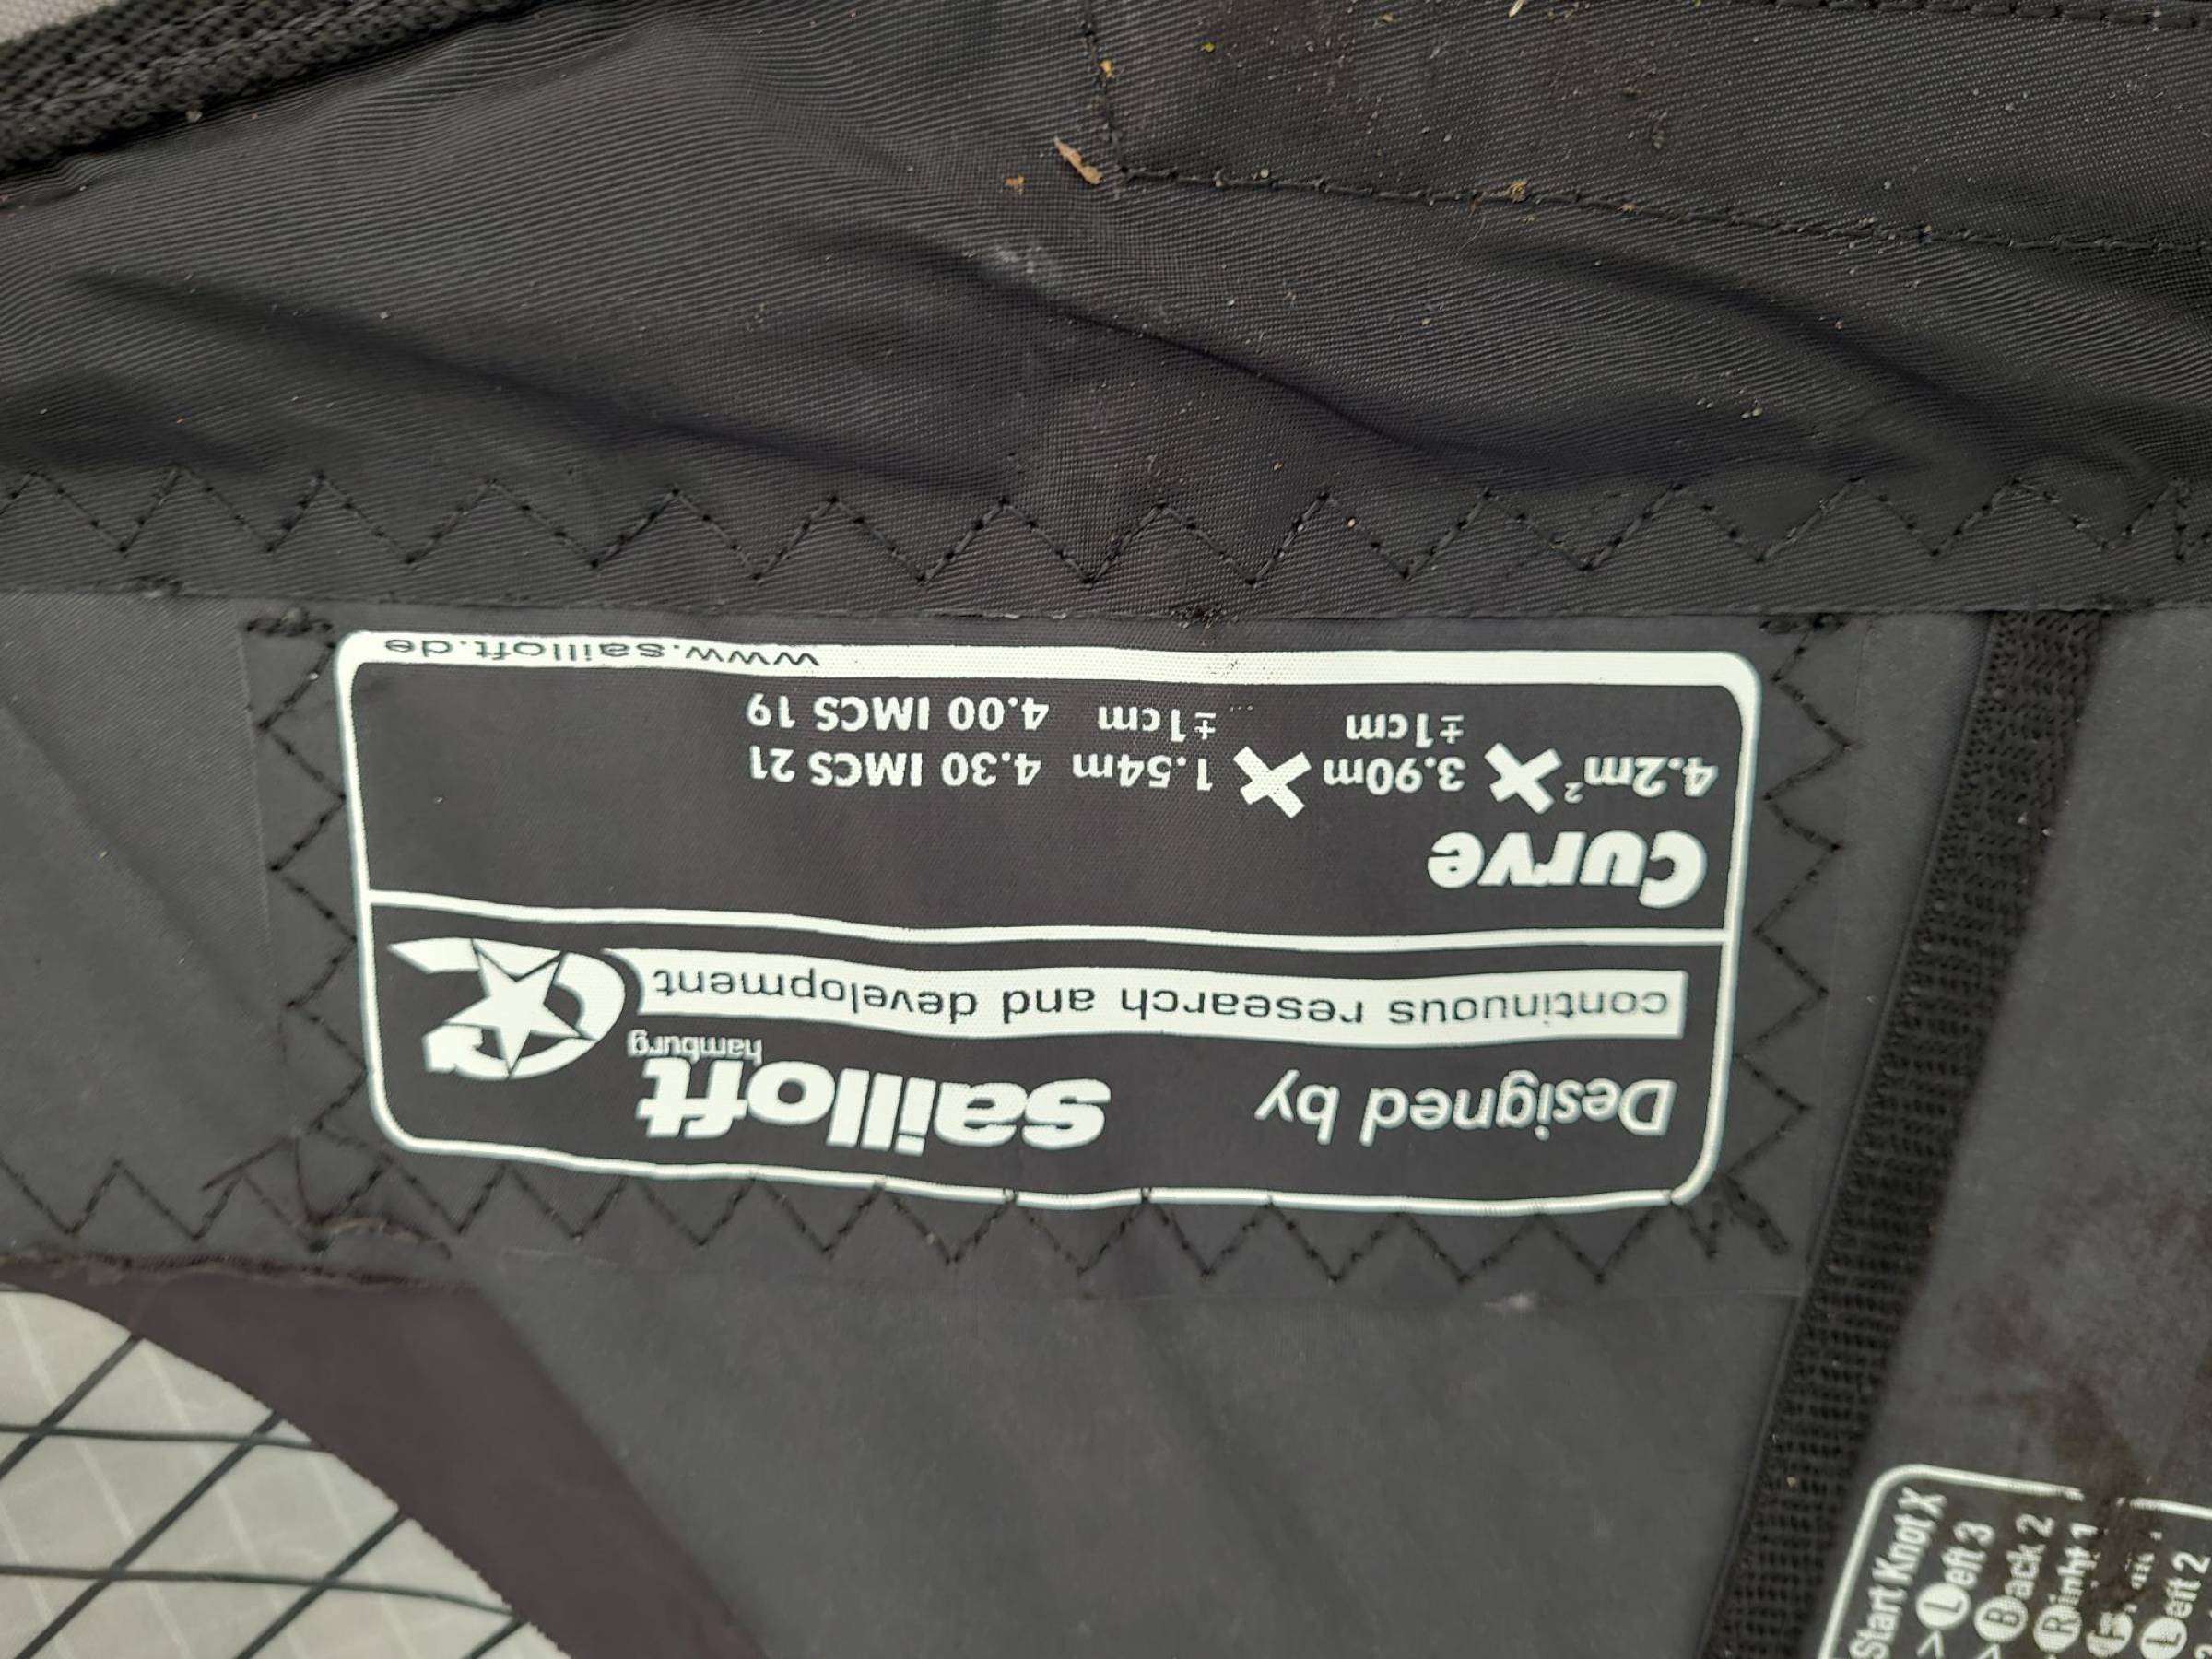 Designed by sailloft
hamburg
continuous research and development
Curve
4.2m² X 3.90m X 1.54m 4.30 IMCS 21
±1cm ±1cm 4.00 IMCS 19
www.sailloft.de
Start Knot X
> Left 3
> Back 2
Right 1
Left 2